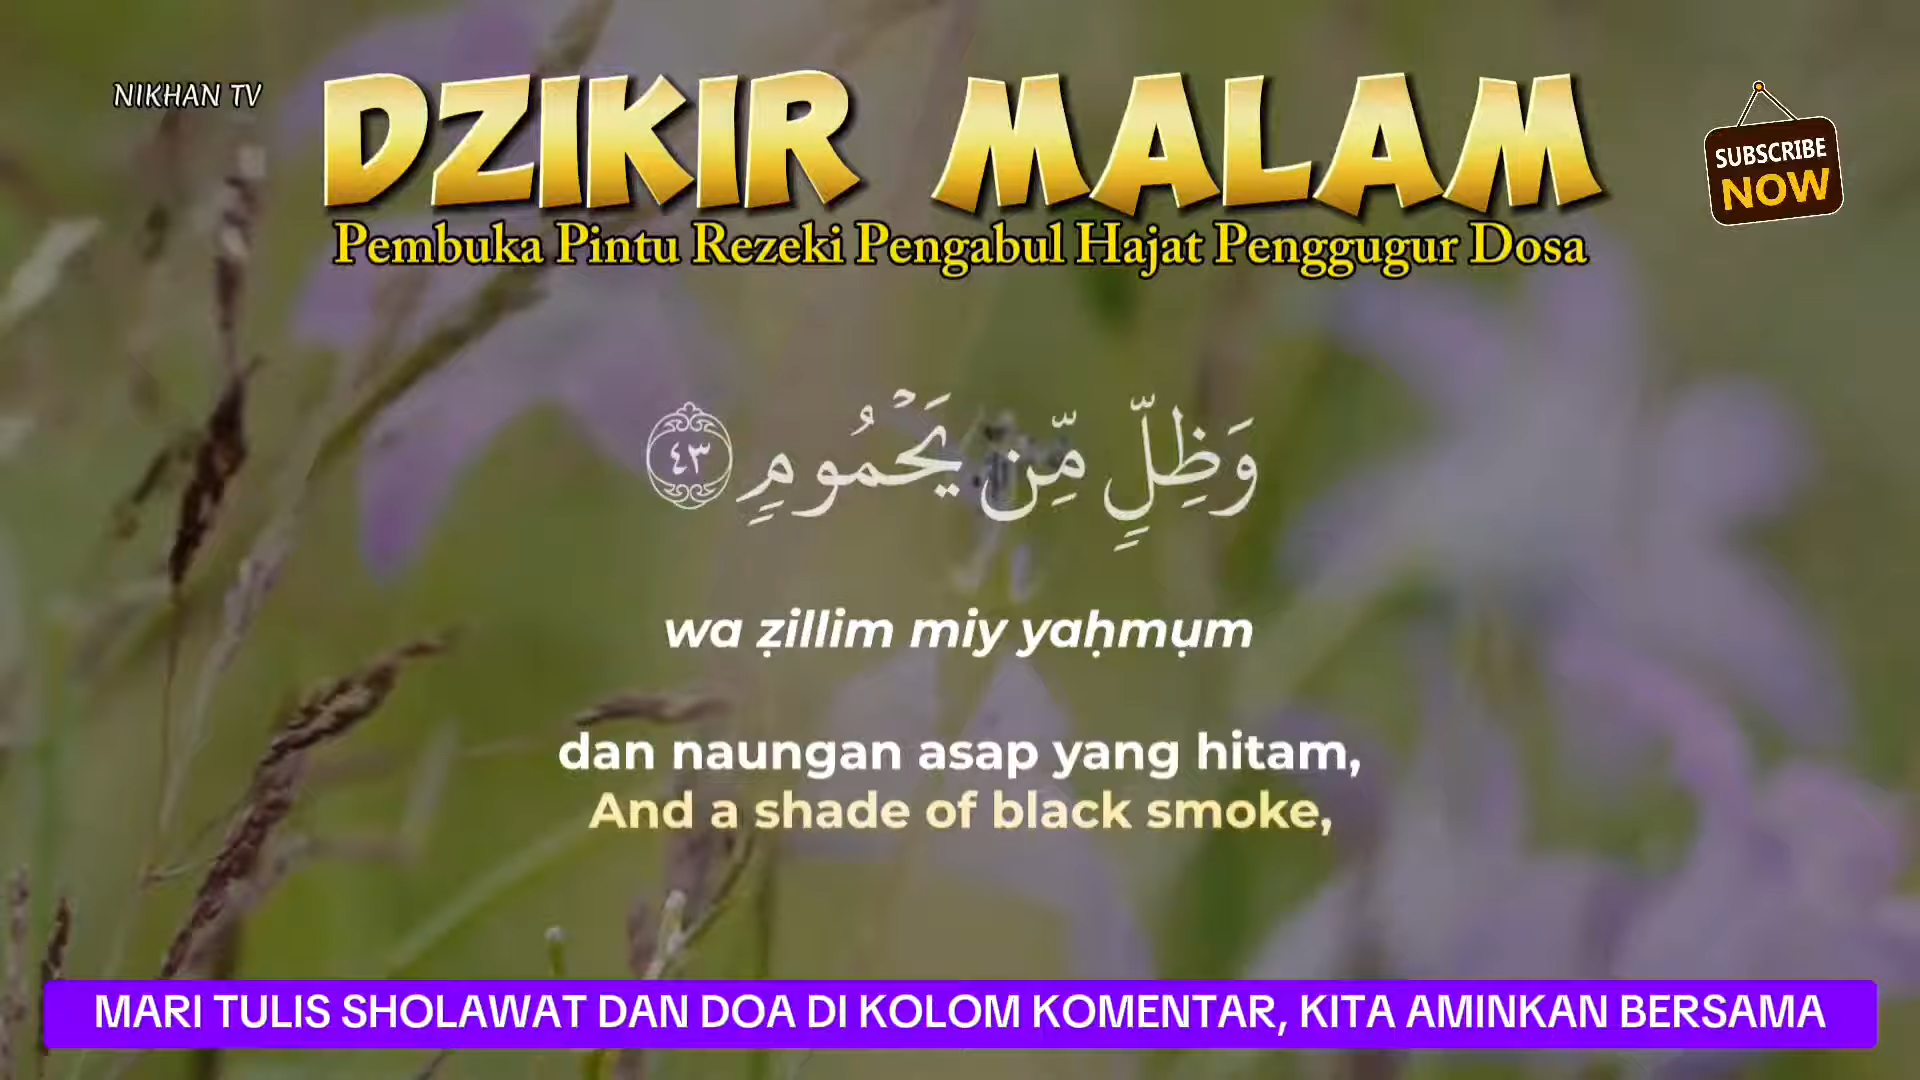 NIKHAN TV
DZIKIR MALAM
SUBSCRIBE
NOW
Pembuka Pintu Rezeki Pengabul Hajat Penggugur Dosa
وَظِلٍّ مِّن يَحْمُومٍ ٤٣
wa ẓillim miy yaḥmụm
dan naungan asap yang hitam,
And a shade of black smoke,
MARI TULIS SHOLAWAT DAN DOA DI KOLOM KOMENTAR, KITA AMINKAN BERSAMA